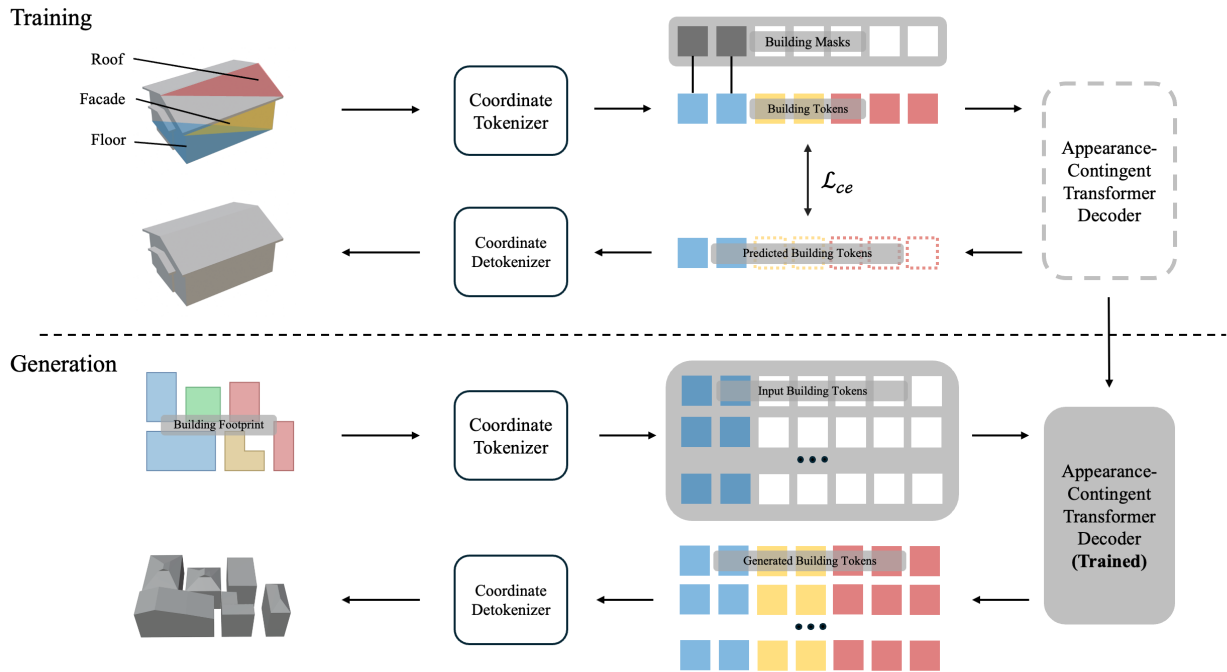 Training
Roof
Facade
Floor
Coordinate
Tokenizer
Building Masks
Building Tokens
Appearance-
Contingent
Transformer
Decoder
ℒce
Coordinate
Detokenizer
Predicted Building Tokens
Generation
Building Footprint
Coordinate
Tokenizer
Input Building Tokens
Appearance-
Contingent
Transformer
Decoder
(Trained)
Coordinate
Detokenizer
Generated Building Tokens